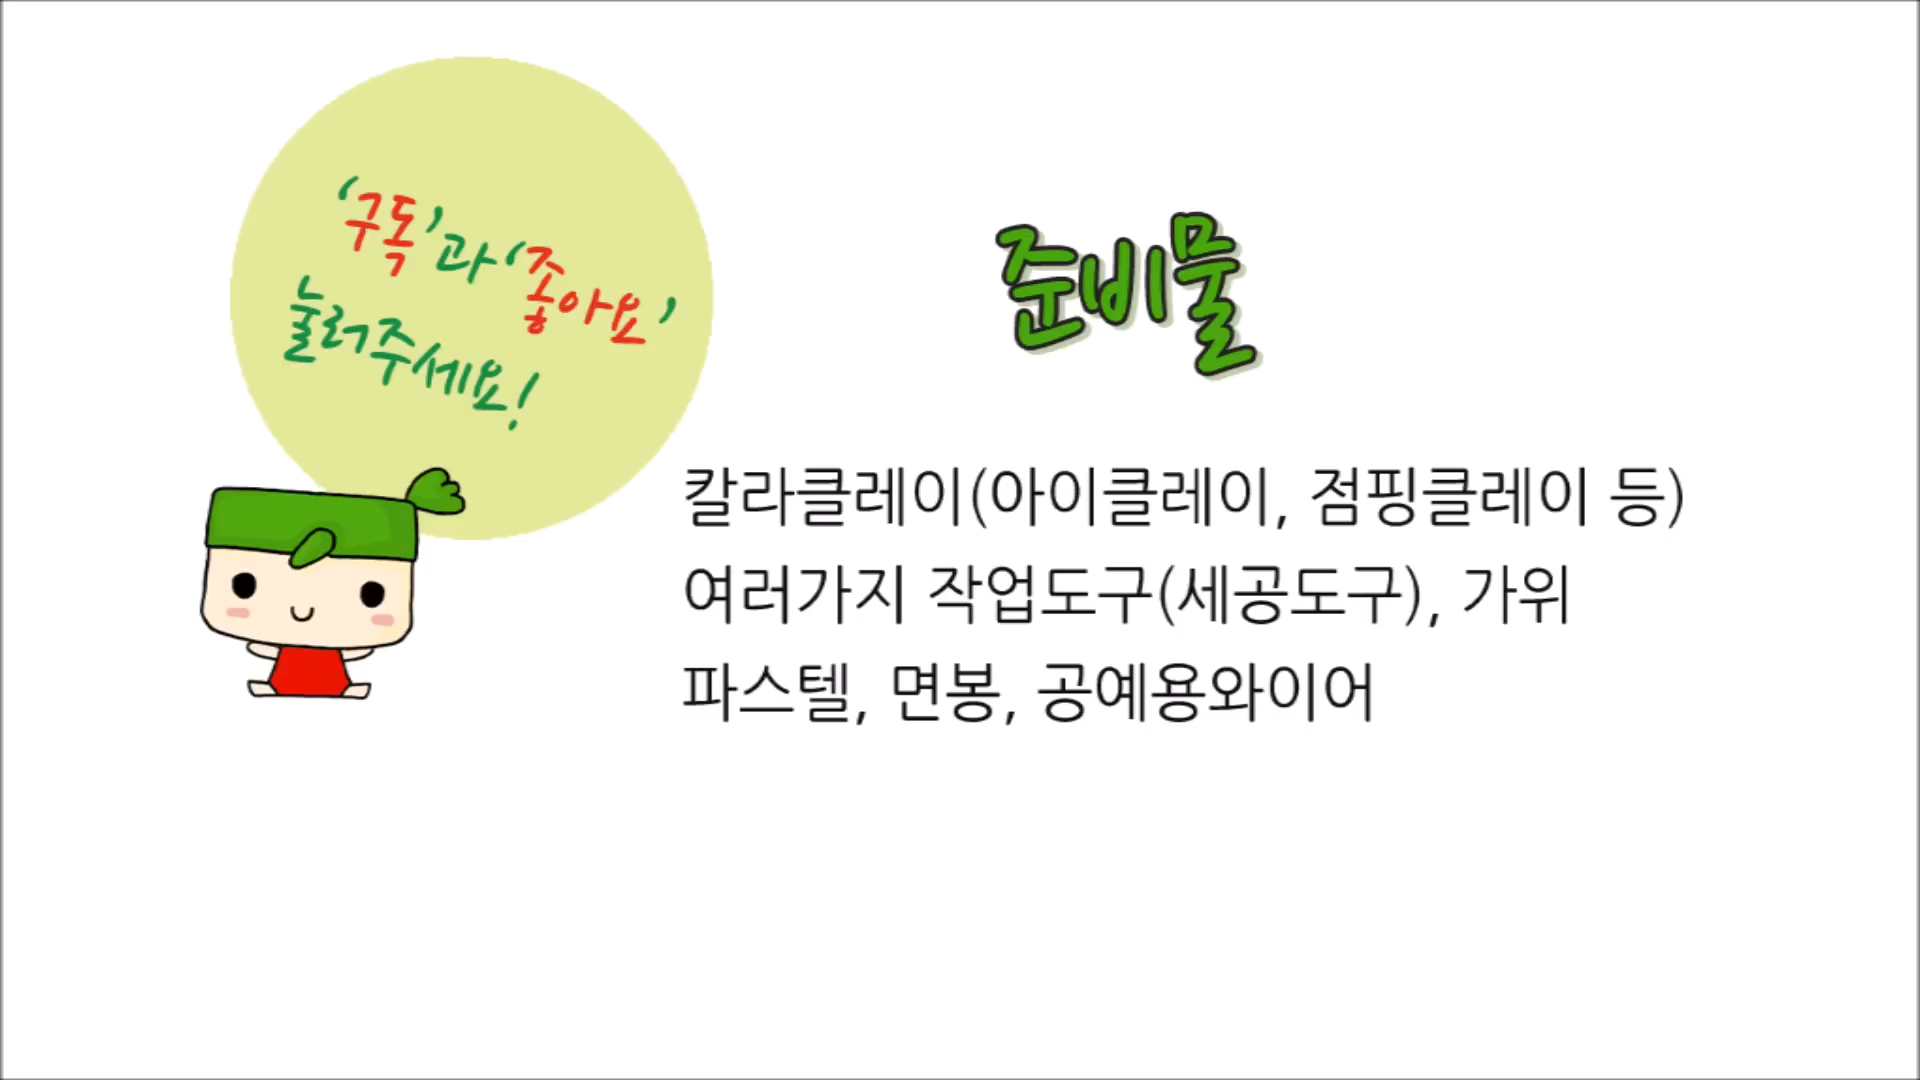 '구독'과 '좋아요'
눌러주세요!
준비물
칼라클레이(아이클레이, 점핑클레이 등)
여러가지 작업도구(세공도구), 가위
파스텔, 면봉, 공예용와이어